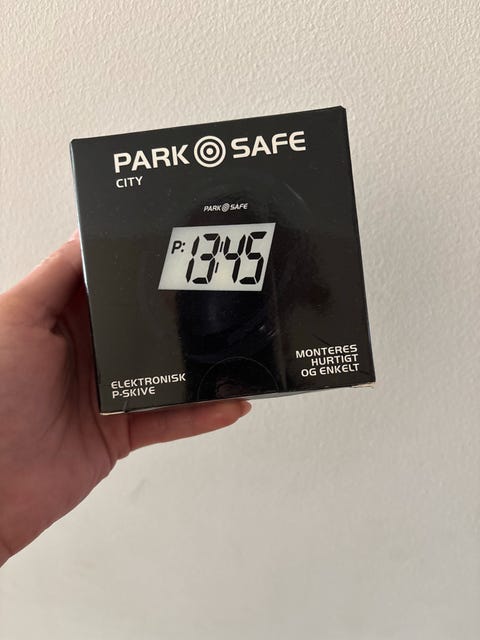 PARK SAFE
CITY
PARK SAFE
P: 13:45
ELEKTRONISK
P-SKIVE
MONTERES
HURTIGT
OG ENKELT